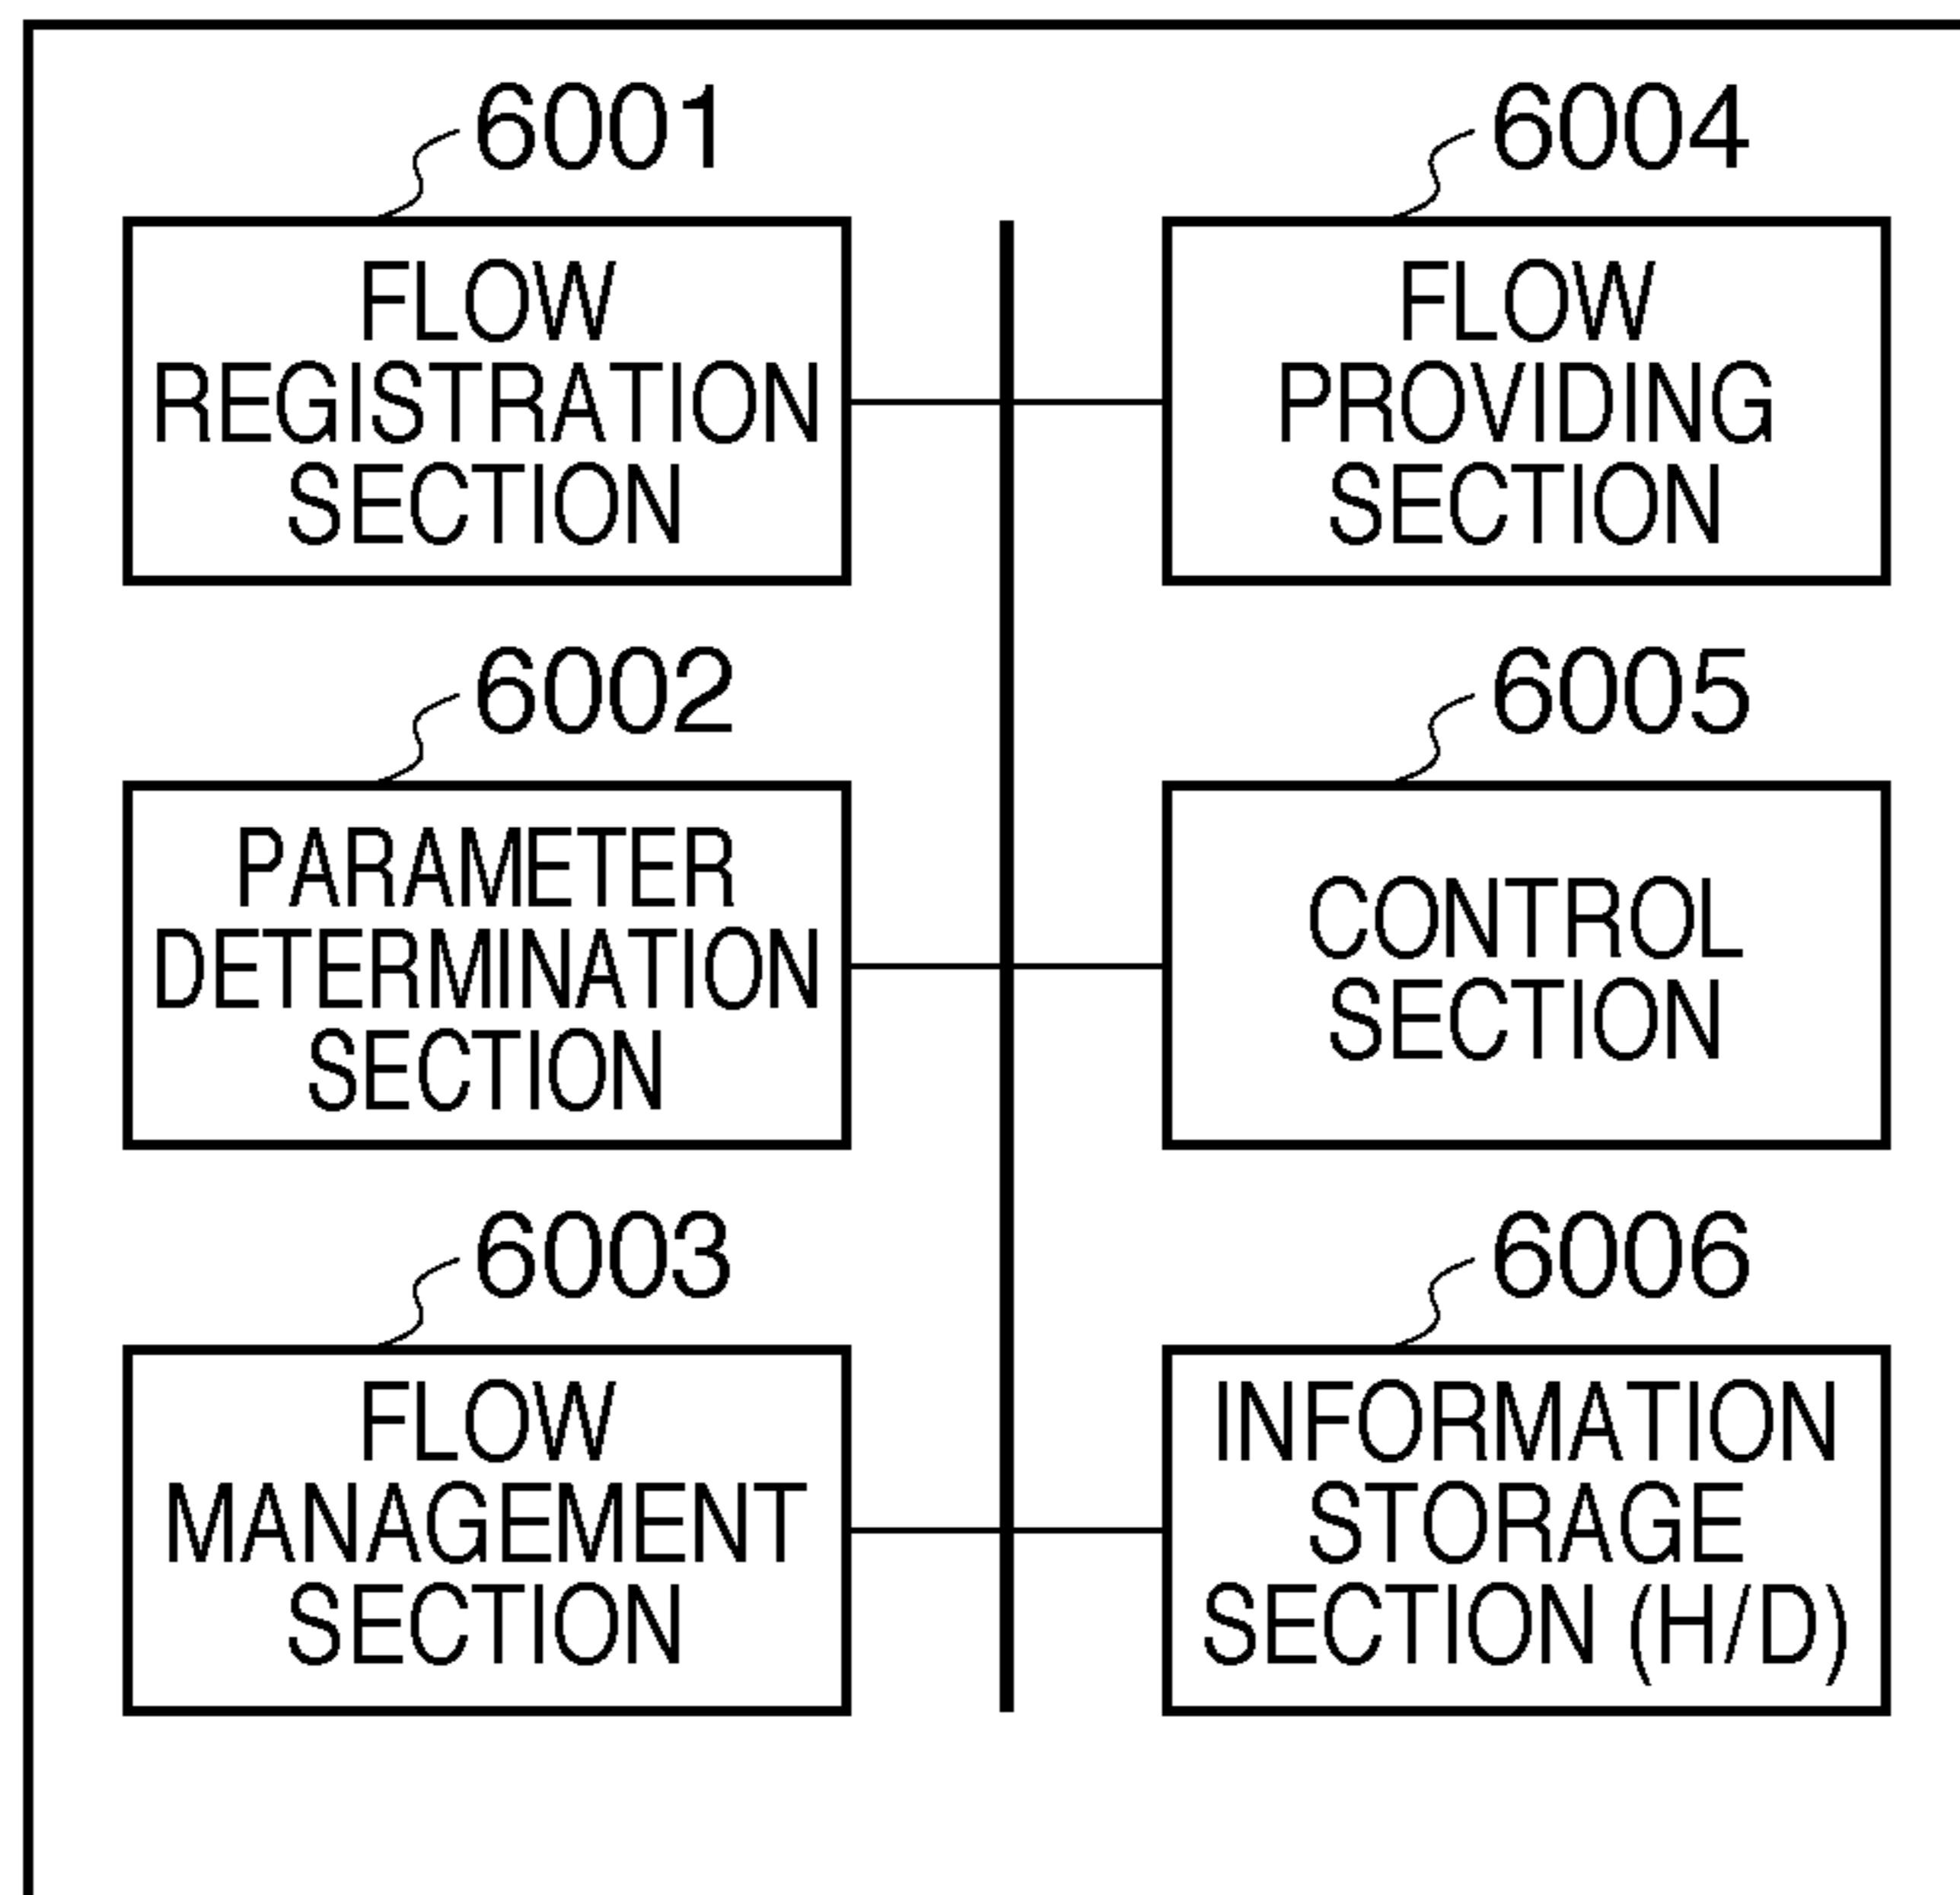 6001
FLOW
REGISTRATION
SECTION
6004
FLOW
PROVIDING
SECTION
6002
PARAMETER
DETERMINATION
SECTION
6005
CONTROL
SECTION
6003
FLOW
MANAGEMENT
SECTION
6006
INFORMATION
STORAGE
SECTION (H/D)